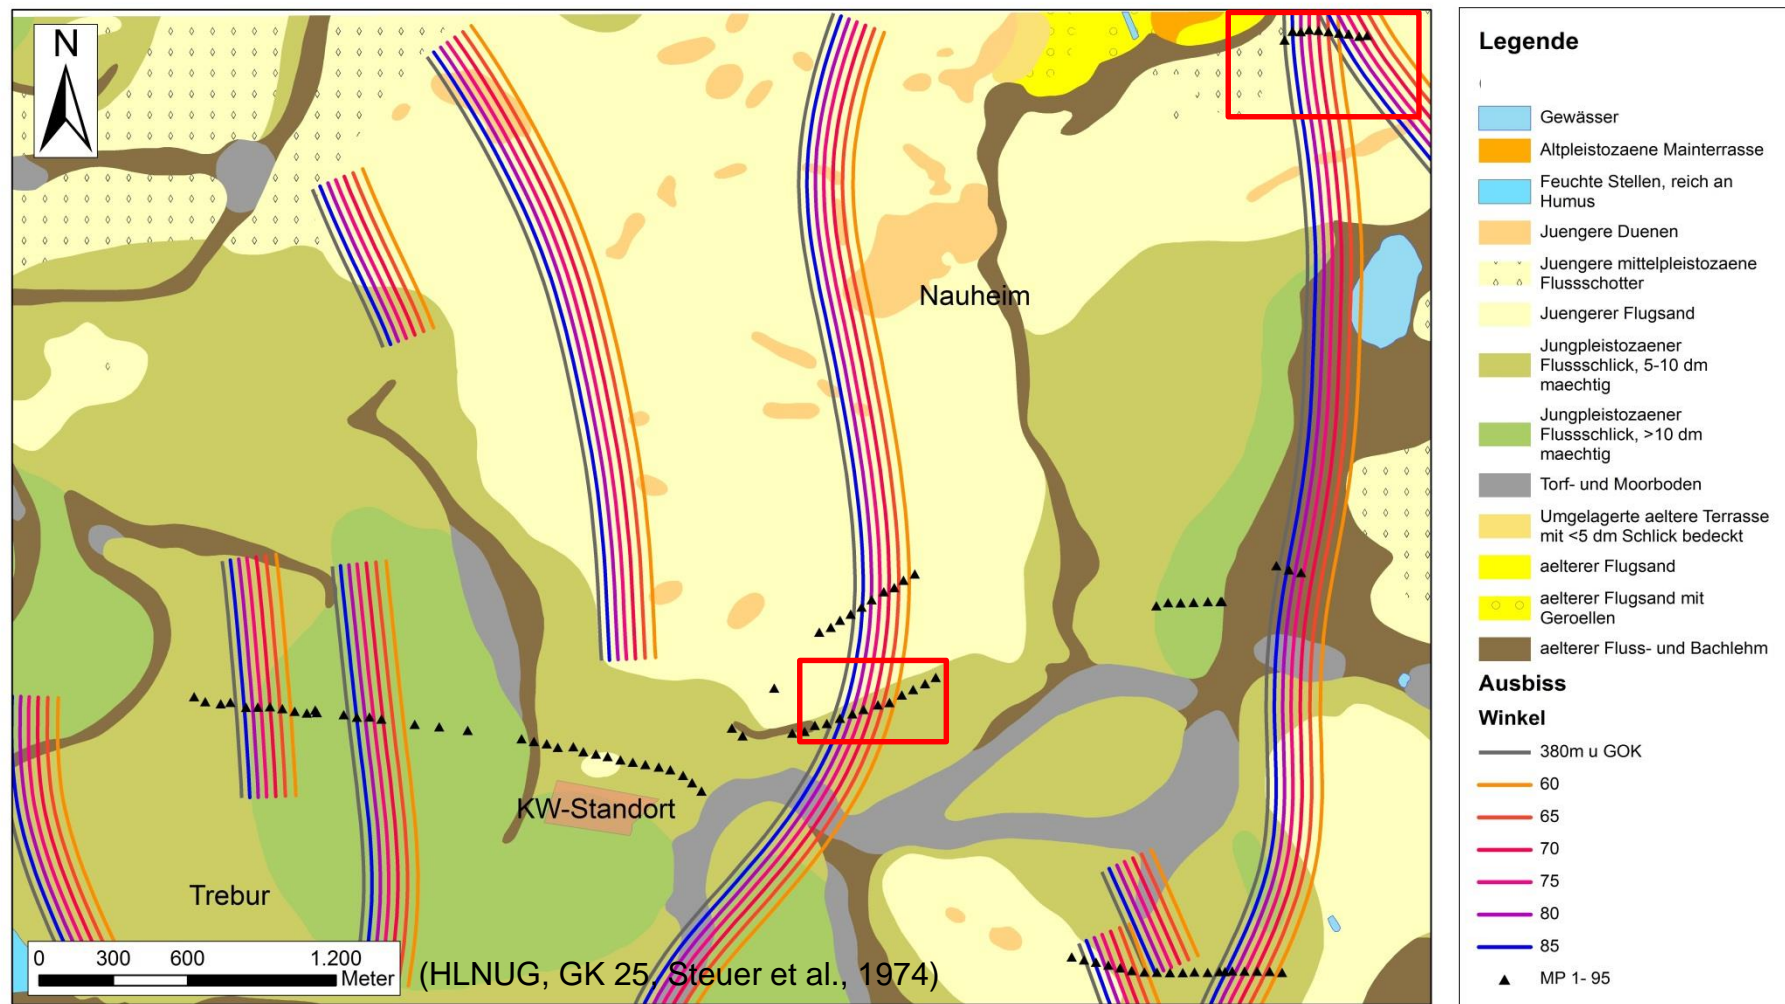 N
Nauheim
KW-Standort
Trebur
0 300 600 1.200
Meter
(HLNUG, GK 25, Steuer et al., 1974)
Legende
(
Gewässer
Altpleistozaene Mainterrasse
Feuchte Stellen, reich an
Humus
Juengere Duenen
Juengere mittelpleistozaene
Flussschotter
Juengerer Flugsand
Jungpleistozaener
Flussschlick, 5-10 dm
maechtig
Jungpleistozaener
Flussschlick, >10 dm
maechtig
Torf- und Moorboden
Umgelagerte aeltere Terrasse
mit <5 dm Schlick bedeckt
aelterer Flugsand
aelterer Flugsand mit
Geroellen
aelterer Fluss- und Bachlehm
Ausbiss
Winkel
380m u GOK
60
65
70
75
80
85
MP 1- 95